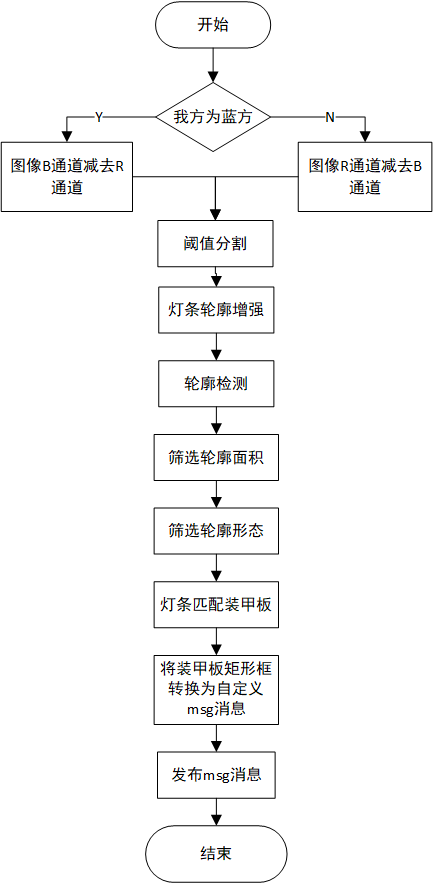 开始
我方为蓝方
Y
N
图像B通道减去R
通道
图像R通道减去B
通道
阈值分割
灯条轮廓增强
轮廓检测
筛选轮廓面积
筛选轮廓形态
灯条匹配装甲板
将装甲板矩形框
转换为自定义
msg消息
发布msg消息
结束